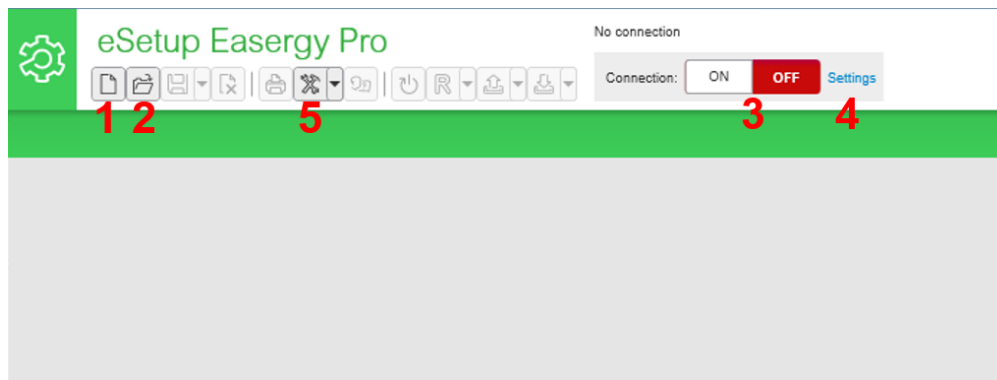 eSetup Easergy Pro
No connection
Connection: ON OFF Settings
R
1 2 5 3 4